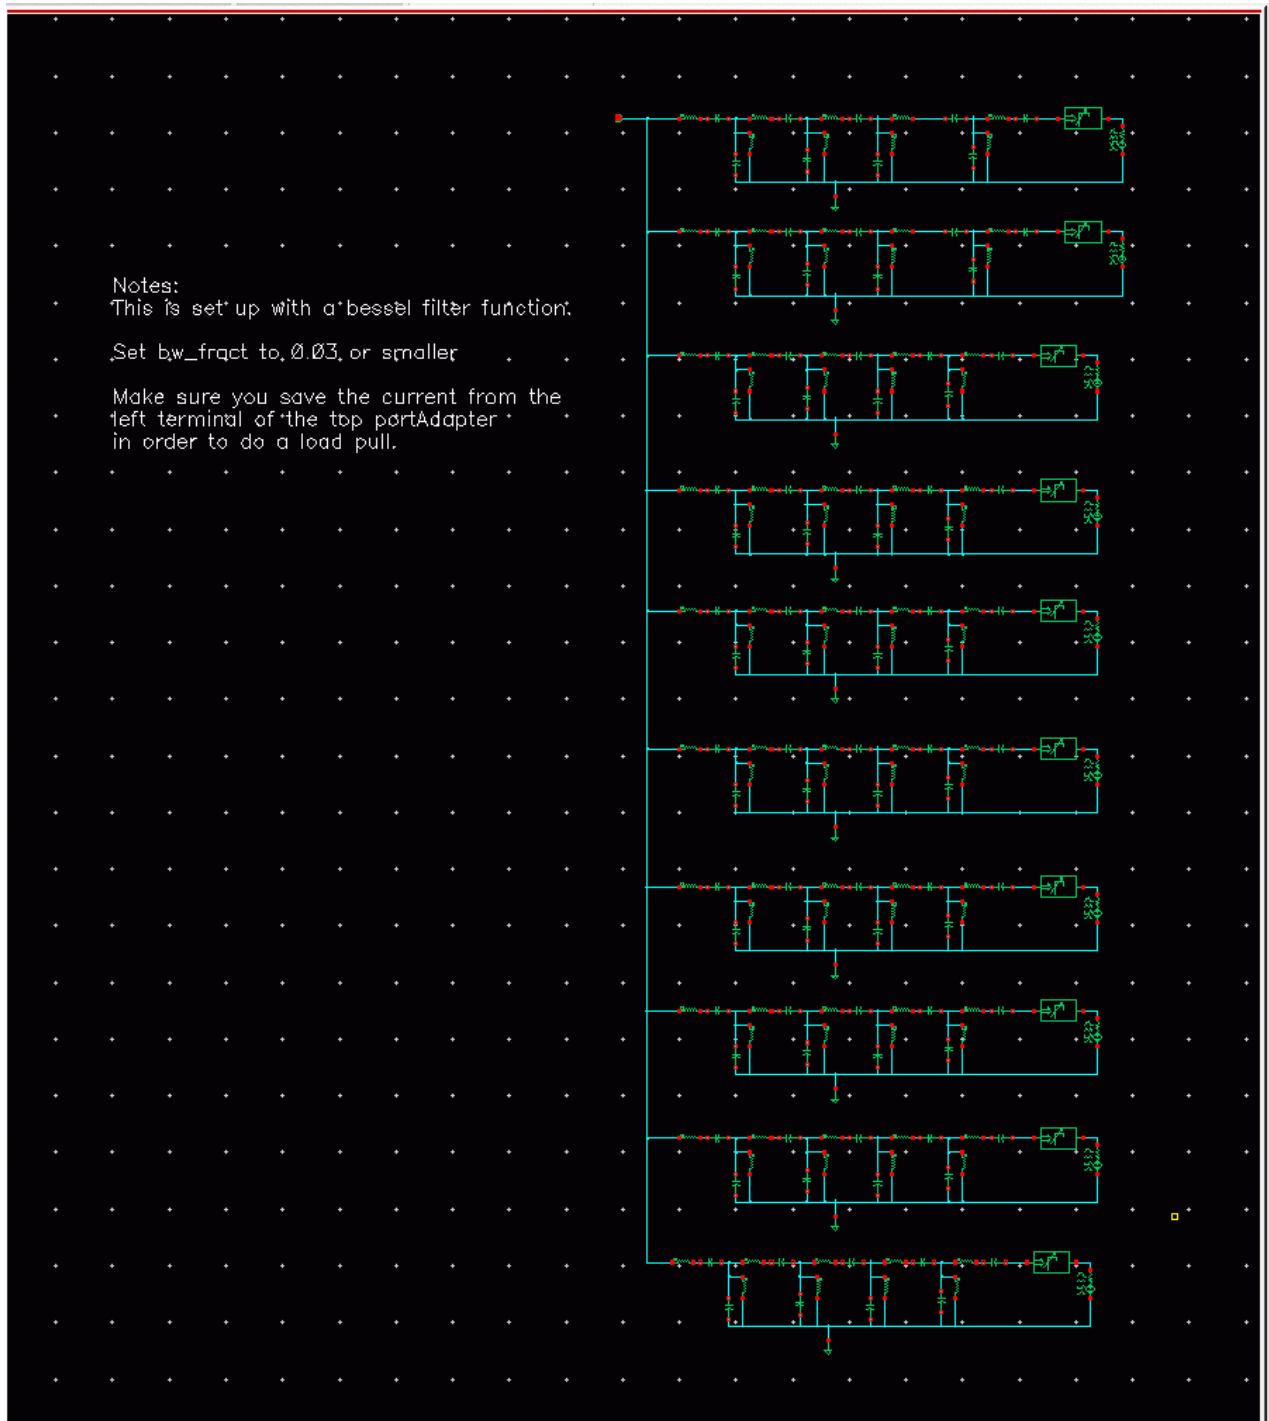 Notes:
This is set up with a bessel filter function.
Set bw_fract to 0.03 or smaller
Make sure you save the current from the
left terminal of the top portAdapter
in order to do a load pull.